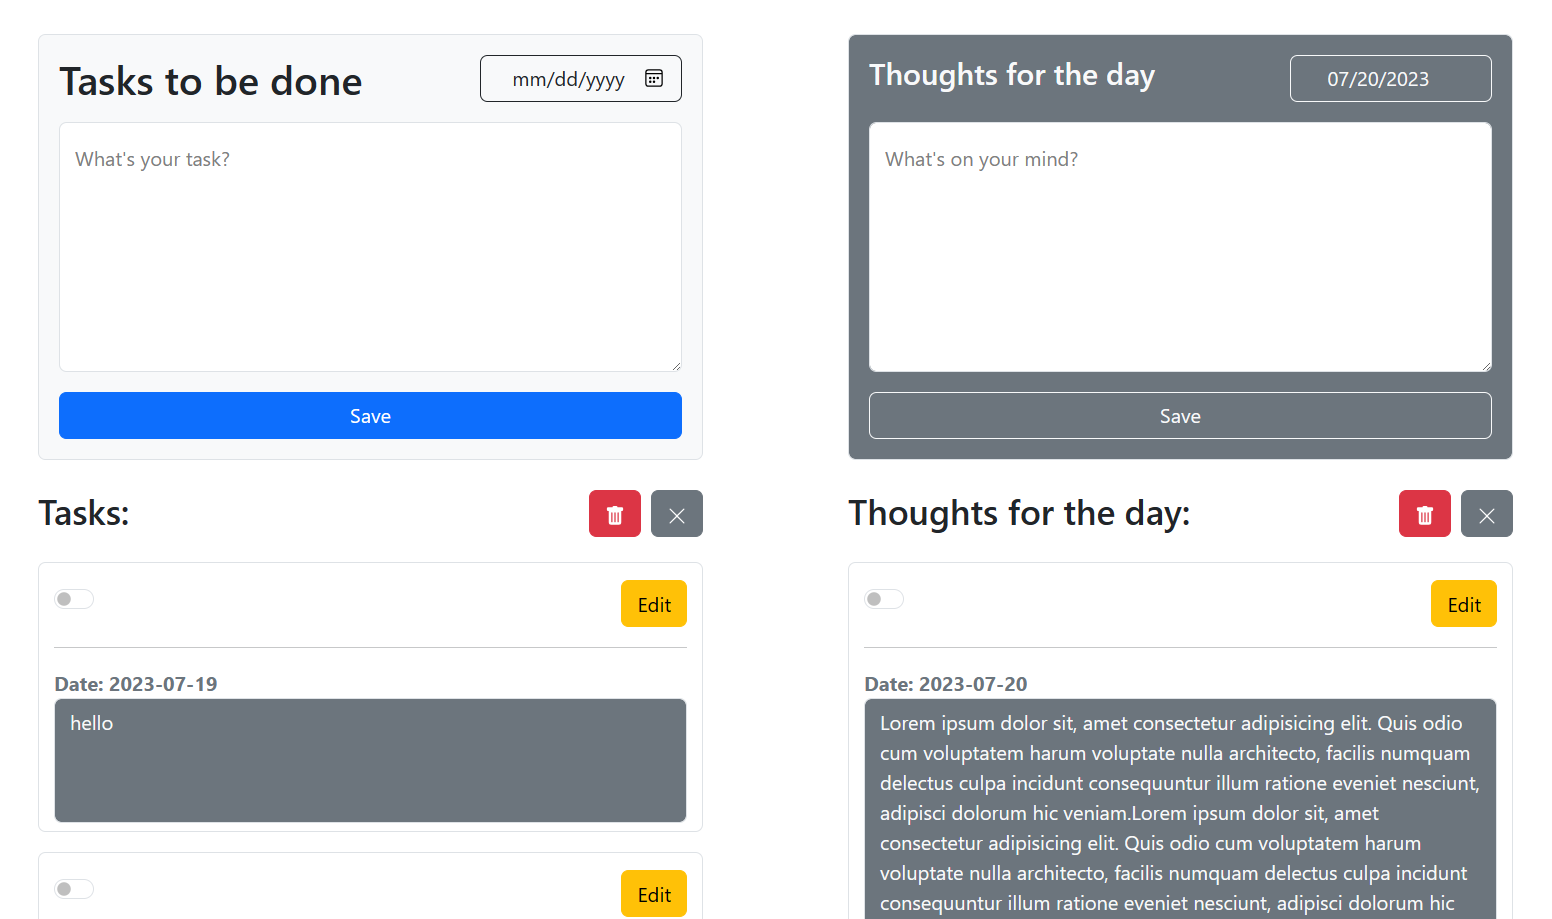 Tasks to be done
mm/dd/yyyy
What's your task?
Save
Tasks:
Edit
Date: 2023-07-19
hello
Edit
Thoughts for the day
07/20/2023
What's on your mind?
Save
Thoughts for the day:
Edit
Date: 2023-07-20
Lorem ipsum dolor sit, amet consectetur adipisicing elit. Quis odio
cum voluptatem harum voluptate nulla architecto, facilis numquam
delectus culpa incidunt consequuntur illum ratione eveniet nesciunt,
adipisci dolorum hic veniam.Lorem ipsum dolor sit, amet
consectetur adipisicing elit. Quis odio cum voluptatem harum
voluptate nulla architecto, facilis numquam delectus culpa incidunt
consequuntur illum ratione eveniet nesciunt, adipisci dolorum hic